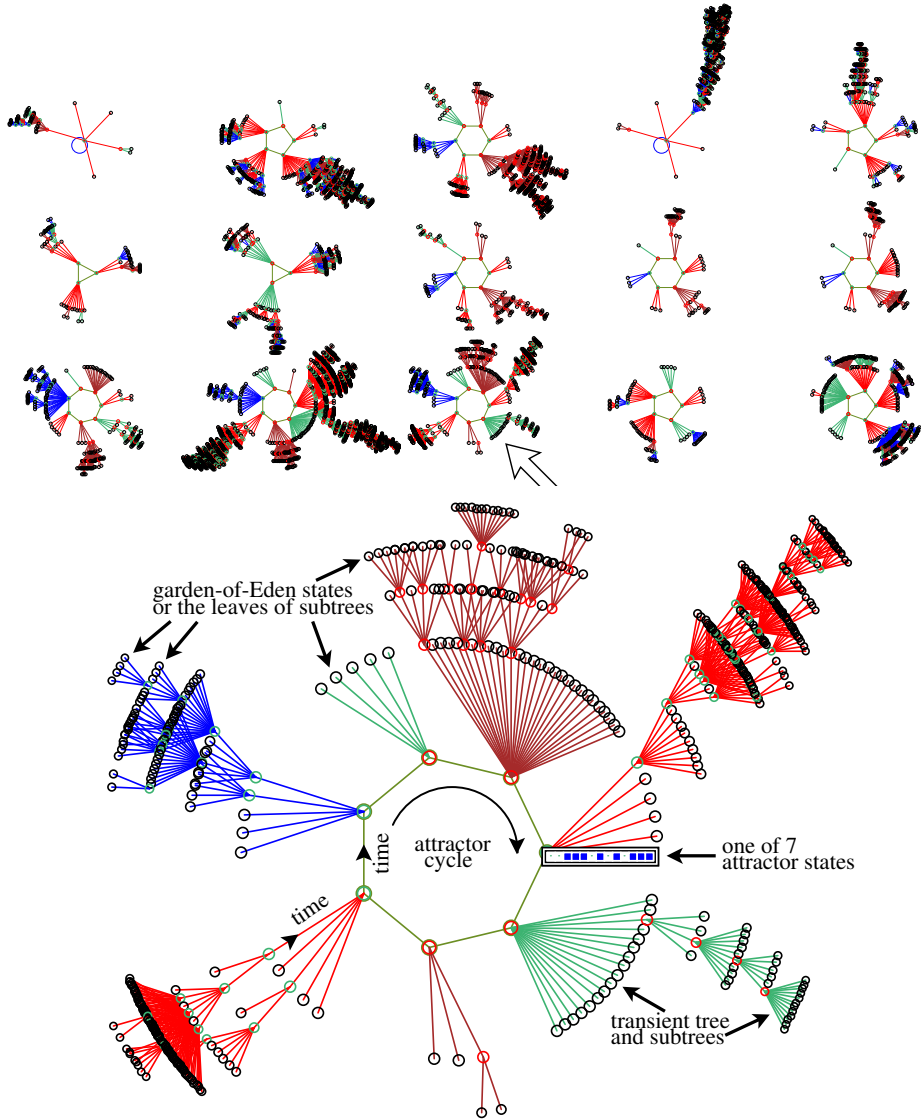 garden-of-Eden states
or the leaves of subtrees
time
attractor
cycle
one of 7
attractor states
time
transient tree
and subtrees